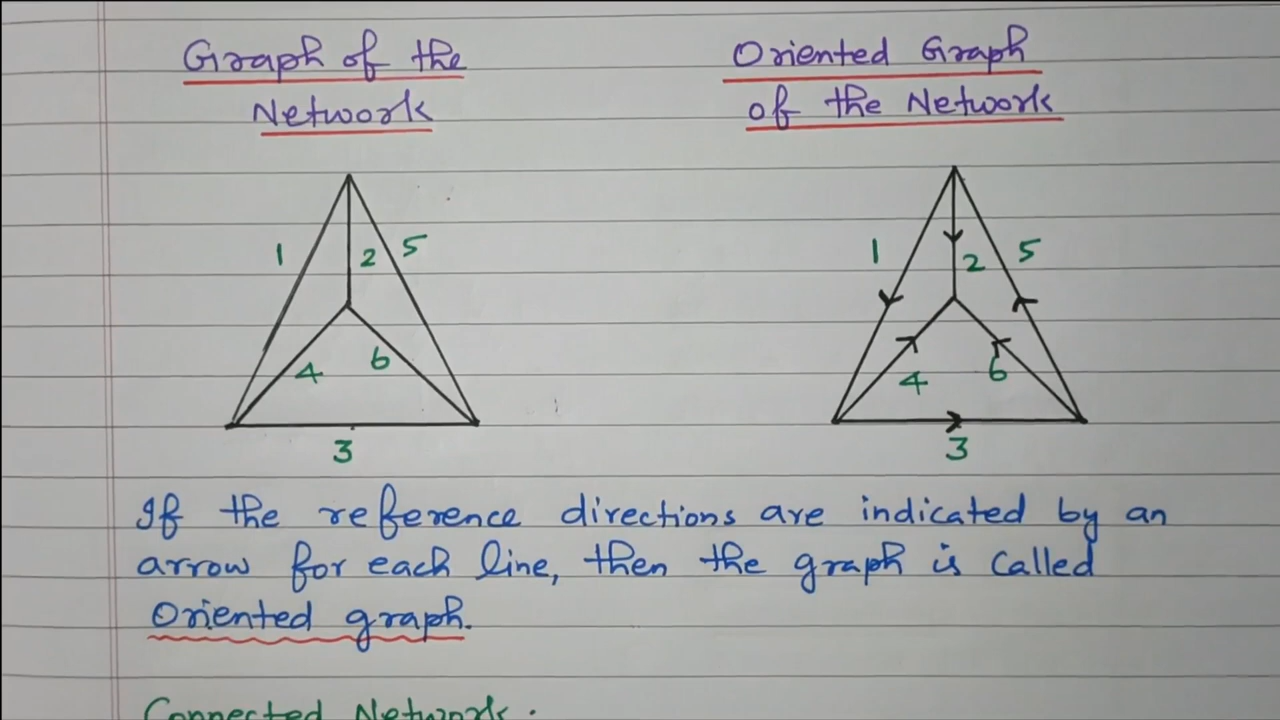 Graph of the
Network
Oriented Graph
of the Network
1
2
5
4
6
3
1
2
5
4
6
3
If the reference directions are indicated by an
arrow for each line, then the graph is called
Oriented graph.
Connected Network: